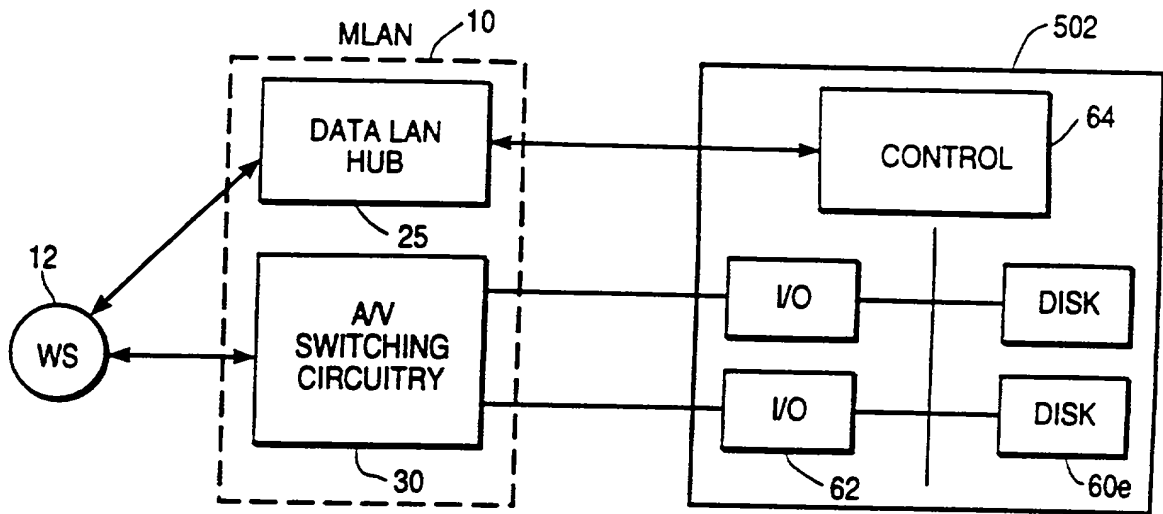 MLAN
10
502
DATA LAN
HUB
25
CONTROL
64
12
WS
A/V
SWITCHING
CIRCUITRY
30
I/O
DISK
I/O
62
DISK
60e